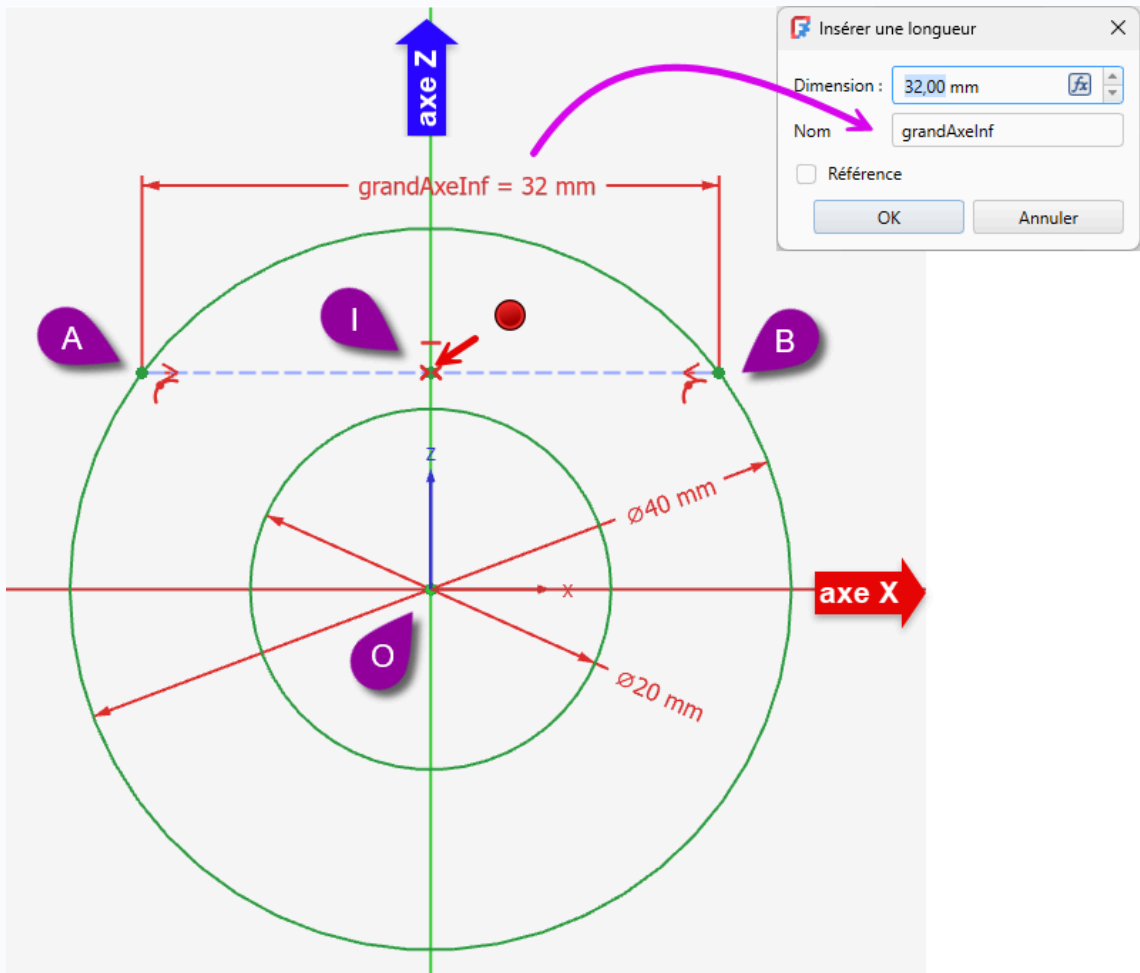 Insérer une longueur
Dimension :
32,00 mm
fx
Nom
grandAxeInf
Référence
OK
Annuler
axe Z
grandAxeInf = 32 mm
A
I
B
z
⌀40 mm
x
axe X
O
⌀20 mm